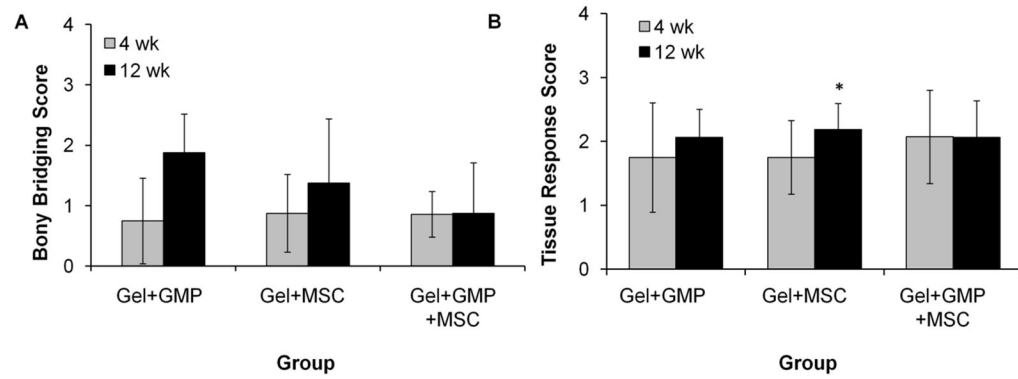 A
Bony Bridging Score
4
3
2
1
0
4 wk
12 wk
Gel+GMP
Gel+MSC
Gel+GMP
+MSC
Group
B
Tissue Response Score
4
3
2
1
0
4 wk
12 wk
*
Gel+GMP
Gel+MSC
Gel+GMP
+MSC
Group